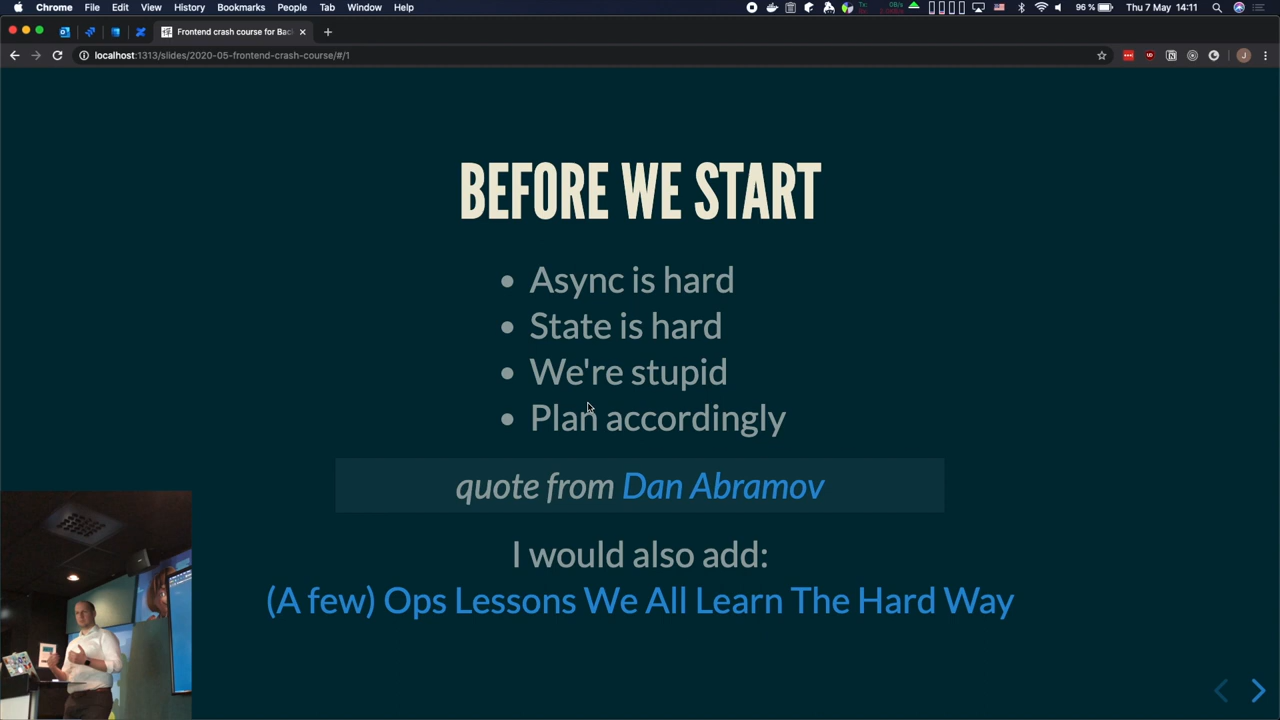 Chrome File Edit View History Bookmarks People Tab Window Help
96 % Thu 7 May 14:11
Frontend crash course for Bac
localhost:1313/slides/2020-05-frontend-crash-course/#/1
BEFORE WE START
Async is hard
State is hard
We're stupid
Plan accordingly
quote from Dan Abramov
I would also add:
(A few) Ops Lessons We All Learn The Hard Way